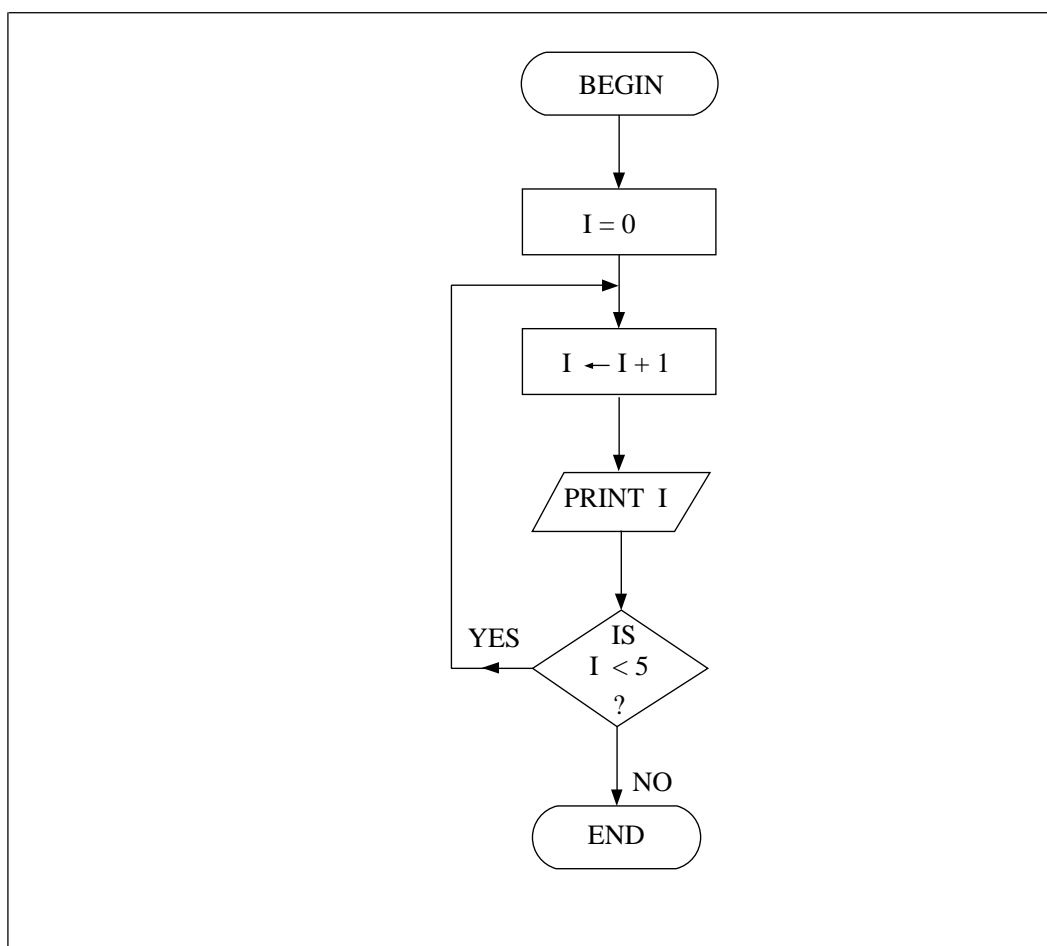 BEGIN
I = 0
I ← I + 1
PRINT I
YES
IS
I < 5
?
NO
END